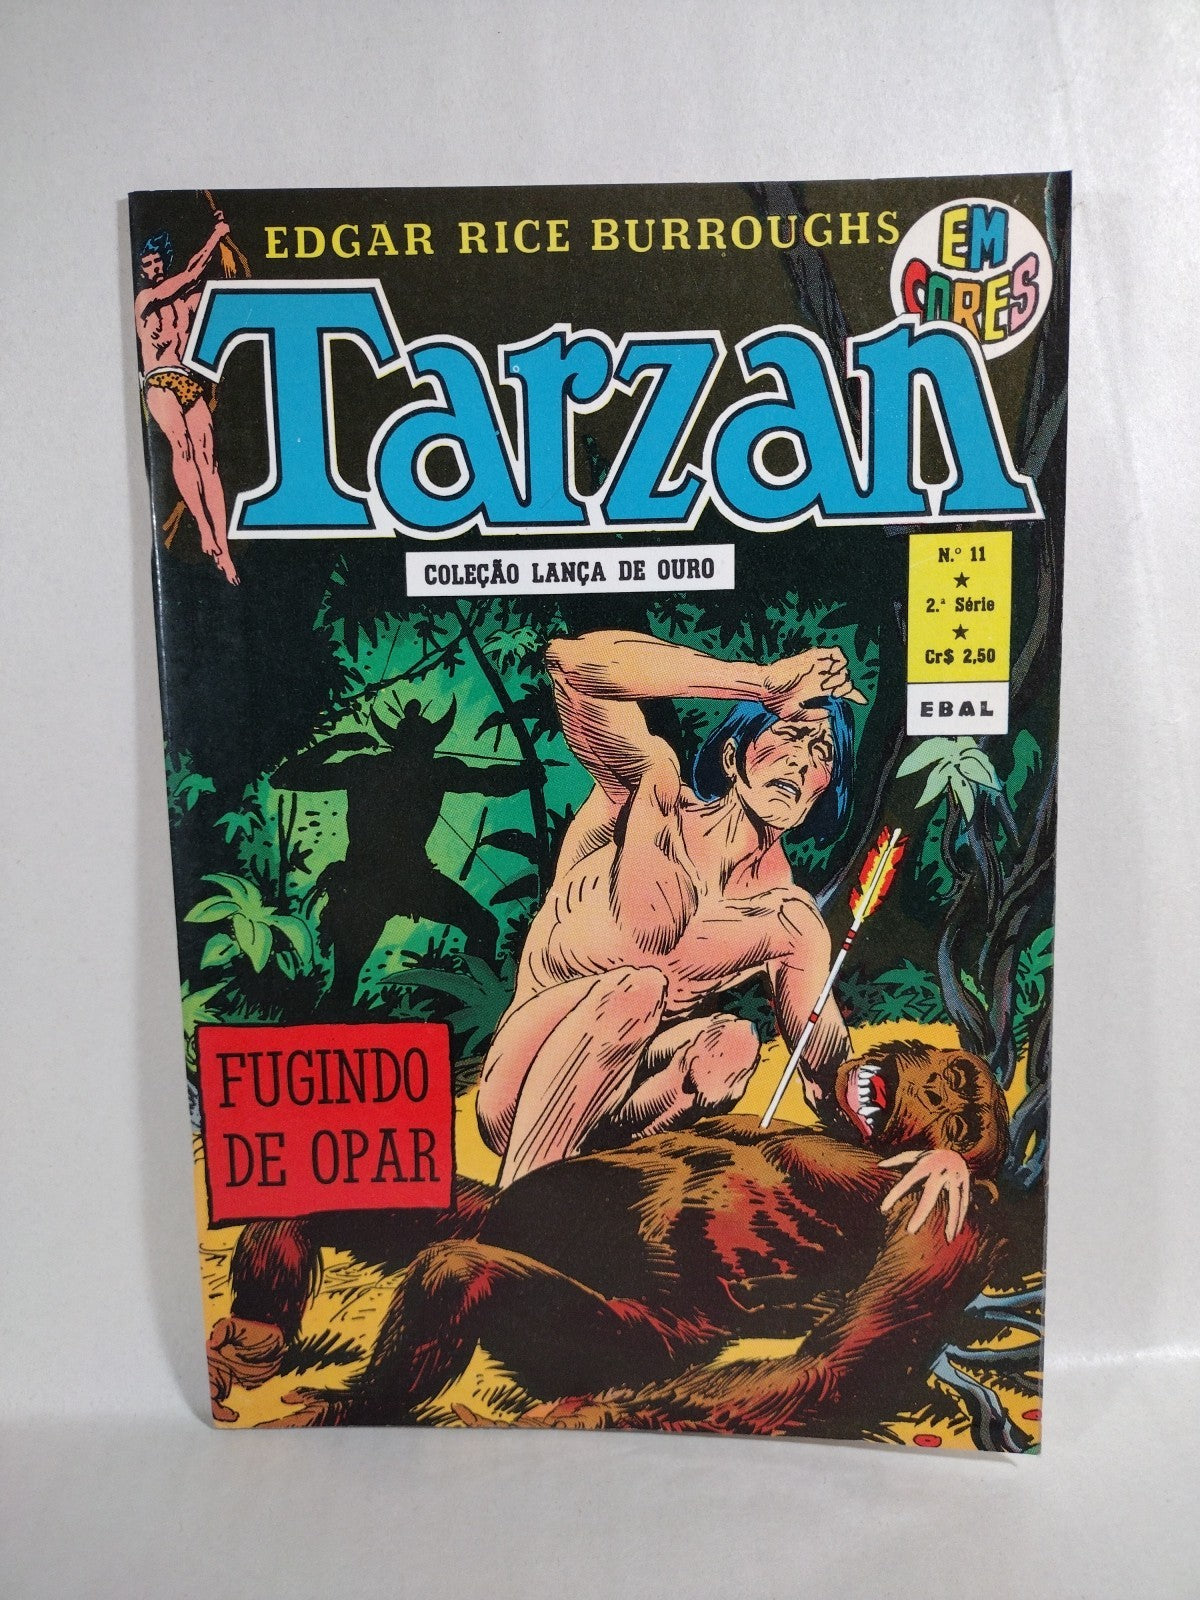 EDGAR RICE BURROUGHS
EM
CORES
Tarzan
COLEÇÃO LANÇA DE OURO
N.º 11
★
2.ª Série
★
Cr$ 2,50
EBAL
FUGINDO
DE OPAR